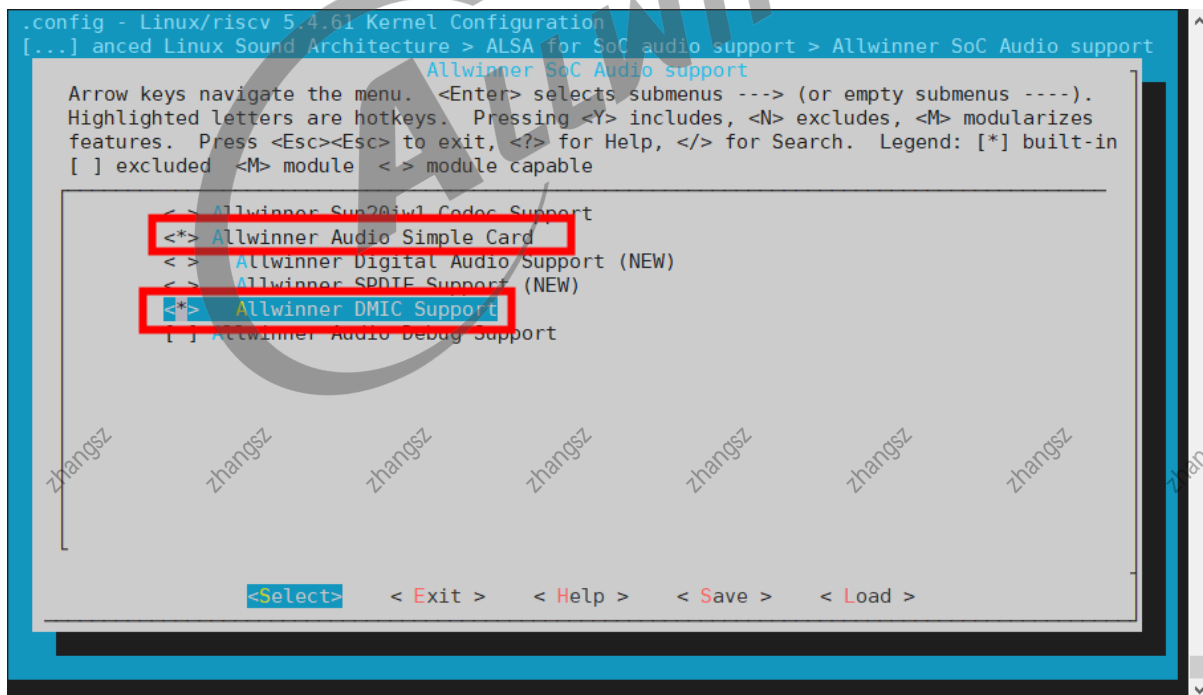 .config - Linux/riscv 5.4.61 Kernel Configuration
[...] anced Linux Sound Architecture > ALSA for SoC audio support > Allwinner SoC Audio support
Allwinner SoC Audio support
Arrow keys navigate the menu. <Enter> selects submenus ---> (or empty submenus ----).
Highlighted letters are hotkeys. Pressing <Y> includes, <N> excludes, <M> modularizes
features. Press <Esc><Esc> to exit, <?> for Help, </> for Search. Legend: [*] built-in
[ ] excluded <M> module < > module capable
< > Allwinner Sun20iw1 Codec Support
<*> Allwinner Audio Simple Card
< > Allwinner Digital Audio Support (NEW)
< > Allwinner SPDIF Support (NEW)
<*> Allwinner DMIC Support
[ ] Allwinner Audio Debug Support
zhangsz zhangsz zhangsz zhangsz zhangsz zhangsz zhangsz
<Select> < Exit > < Help > < Save > < Load >